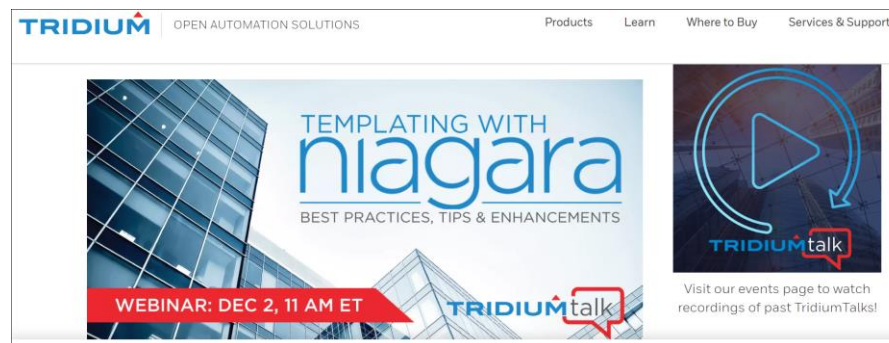 TRIDIUM
OPEN AUTOMATION SOLUTIONS
Products Learn Where to Buy Services & Support
TEMPLATING WITH
niagara
BEST PRACTICES, TIPS & ENHANCEMENTS
WEBINAR: DEC 2, 11 AM ET
TRIDIUMtalk
TRIDIUMtalk
Visit our events page to watch
recordings of past TridiumTalks!